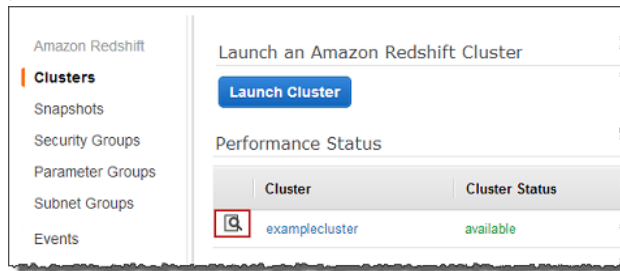 Amazon Redshift
Clusters
Snapshots
Security Groups
Parameter Groups
Subnet Groups
Events
Launch an Amazon Redshift Cluster
Launch Cluster
Performance Status
Cluster Cluster Status
examplecluster available